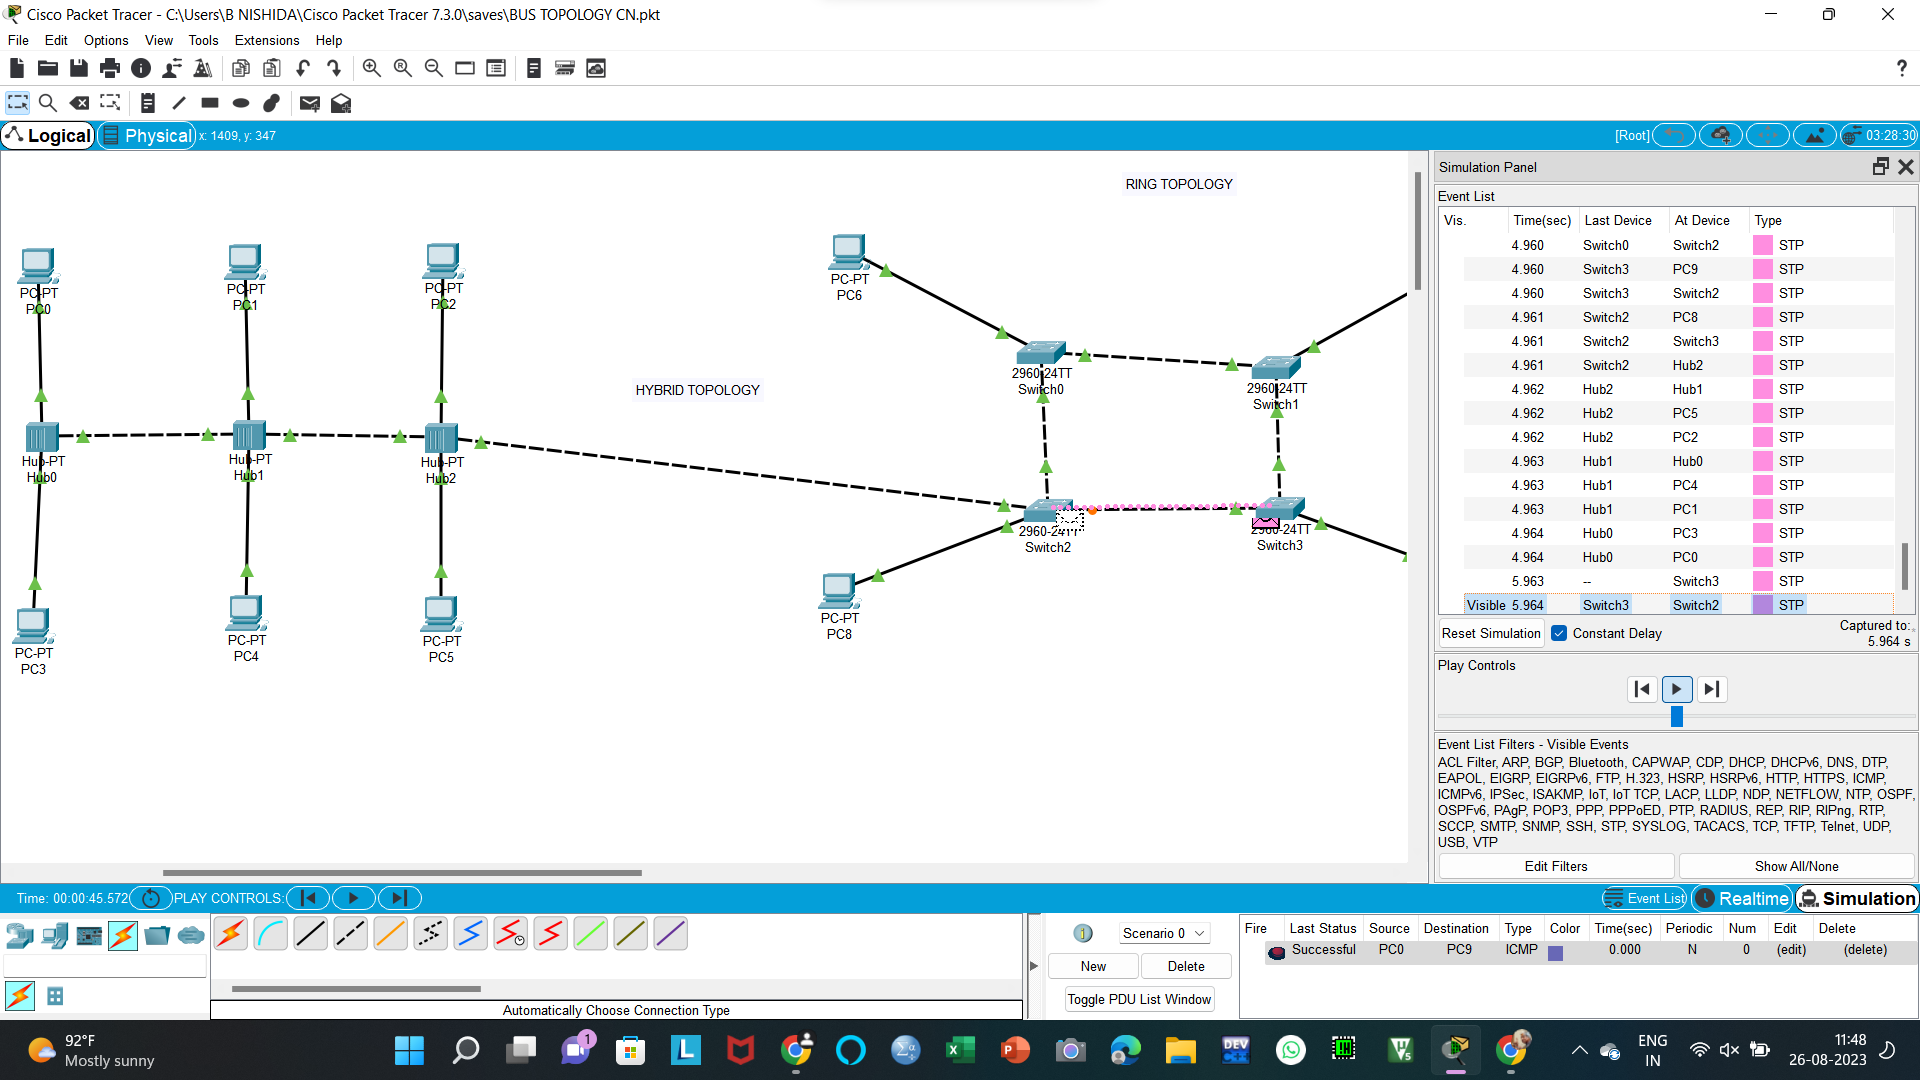 Cisco Packet Tracer - C:\Users\B NISHIDA\Cisco Packet Tracer 7.3.0\saves\BUS TOPOLOGY CN.pkt
File Edit Options View Tools Extensions Help
?
Logical Physical x: 1409, y: 347 [Root] 03:28:30
RING TOPOLOGY
HYBRID TOPOLOGY
PC-PT
PC0
PC-PT
PC1
PC-PT
PC2
PC-PT
PC6
2960-24TT
Switch0
2960-24TT
Switch1
Hub-PT
Hub0
Hub-PT
Hub1
Hub-PT
Hub2
2960-24TT
Switch2
2960-24TT
Switch3
PC-PT
PC3
PC-PT
PC4
PC-PT
PC5
PC-PT
PC8
Simulation Panel
Event List
Vis. Time(sec) Last Device At Device Type
4.960 Switch0 Switch2 STP
4.960 Switch3 PC9 STP
4.960 Switch3 Switch2 STP
4.961 Switch2 PC8 STP
4.961 Switch2 Switch3 STP
4.961 Switch2 Hub2 STP
4.962 Hub2 Hub1 STP
4.962 Hub2 PC5 STP
4.962 Hub2 PC2 STP
4.963 Hub1 Hub0 STP
4.963 Hub1 PC4 STP
4.963 Hub1 PC1 STP
4.964 Hub0 PC3 STP
4.964 Hub0 PC0 STP
5.963 -- Switch3 STP
Visible 5.964 Switch3 Switch2 STP
Reset Simulation Constant Delay Captured to:
5.964 s
Play Controls
Event List Filters - Visible Events
ACL Filter, ARP, BGP, Bluetooth, CAPWAP, CDP, DHCP, DHCPv6, DNS, DTP,
EAPOL, EIGRP, EIGRPv6, FTP, H.323, HSRP, HSRPv6, HTTP, HTTPS, ICMP,
ICMPv6, IPSec, ISAKMP, IoT, IoT TCP, LACP, LLDP, NDP, NETFLOW, NTP, OSPF,
OSPFv6, PAgP, POP3, PPP, PPPoED, PTP, RADIUS, REP, RIP, RIPng, RTP,
SCCP, SMTP, SNMP, SSH, STP, SYSLOG, TACACS, TCP, TFTP, Telnet, UDP,
USB, VTP
Edit Filters Show All/None
Time: 00:00:45.572 PLAY CONTROLS: Event List Realtime Simulation
Scenario 0
New Delete
Toggle PDU List Window
Fire Last Status Source Destination Type Color Time(sec) Periodic Num Edit Delete
Successful PC0 PC9 ICMP 0.000 N 0 (edit) (delete)
Automatically Choose Connection Type
92°F
Mostly sunny
1
L
DEV
C++
ENG
IN
11:48
26-08-2023